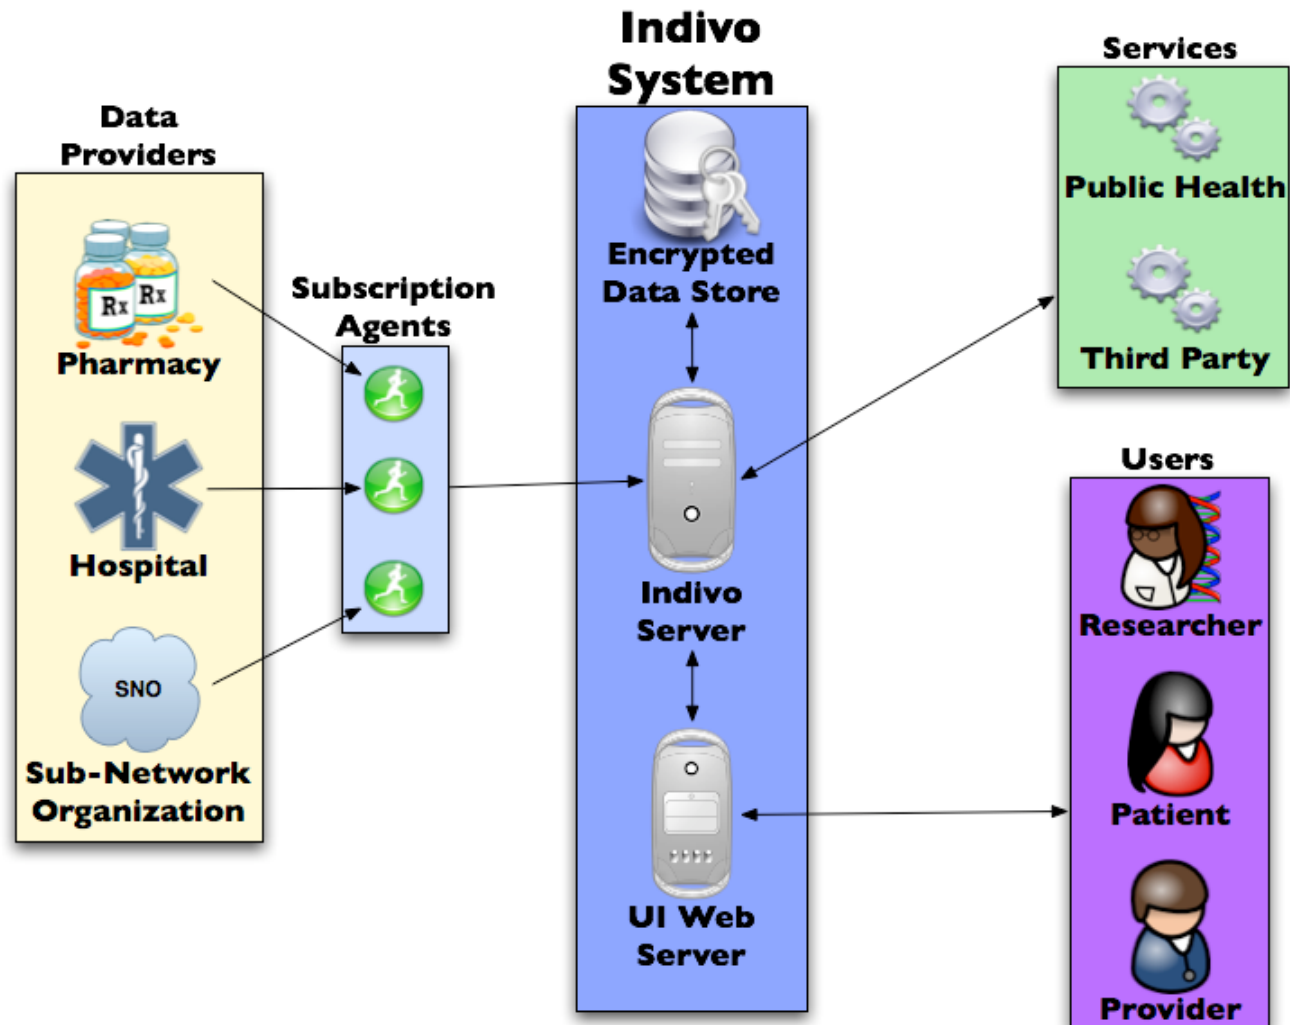 Indivo
System
Data
Providers
Rx
Rx
Pharmacy
Hospital
SNO
Sub-Network
Organization
Subscription
Agents
Encrypted
Data Store
Indivo
Server
UI Web
Server
Services
Public Health
Third Party
Users
Researcher
Patient
Provider